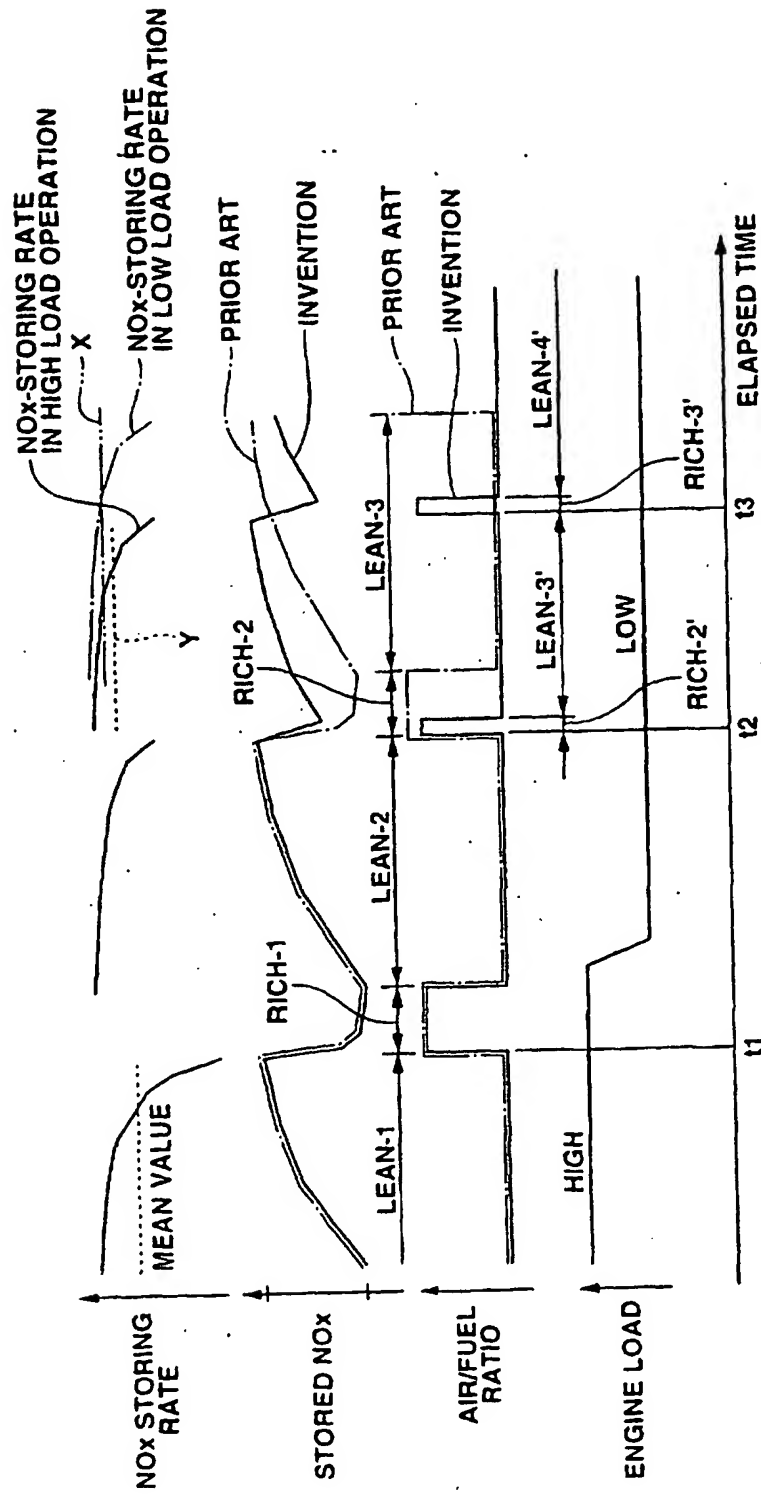 NOx-STORING RATE
IN HIGH LOAD OPERATION
X
NOx-STORING RATE
IN LOW LOAD OPERATION
NOx STORING
RATE
MEAN VALUE
Y
PRIOR ART
INVENTION
STORED NOx
RICH-1
RICH-2
LEAN-1
LEAN-2
LEAN-3
PRIOR ART
INVENTION
AIR/FUEL
RATIO
LEAN-3'
LEAN-4'
RICH-2'
RICH-3'
ENGINE LOAD
HIGH
LOW
t1
t2
t3
ELAPSED TIME